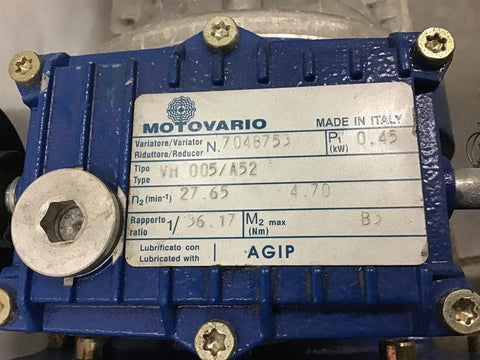 MOTOVARIO
MADE IN ITALY
Variatore/Variator
Riduttore/Reducer N. 7048753 P1 (kW) 0.45
Tipo
Type VH 005/A52
n2 (min-1) 27.65 4.70
Rapporto
ratio 1/ 36.17 M2 max (Nm) B3
Lubrificato con
Lubricated with AGIP